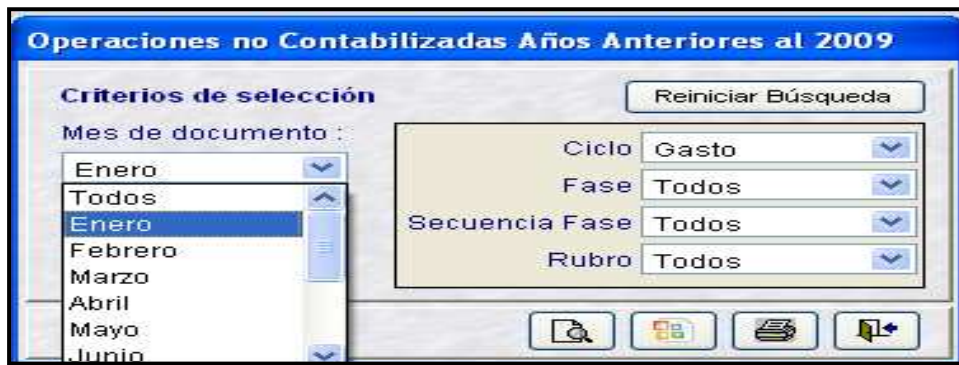 Operaciones no Contabilizadas Años Anteriores al 2009
Criterios de selección
Reiniciar Búsqueda
Mes de documento :
Enero
Todos
Enero
Febrero
Marzo
Abril
Mayo
Junio
Ciclo Gasto
Fase Todos
Secuencia Fase Todos
Rubro Todos